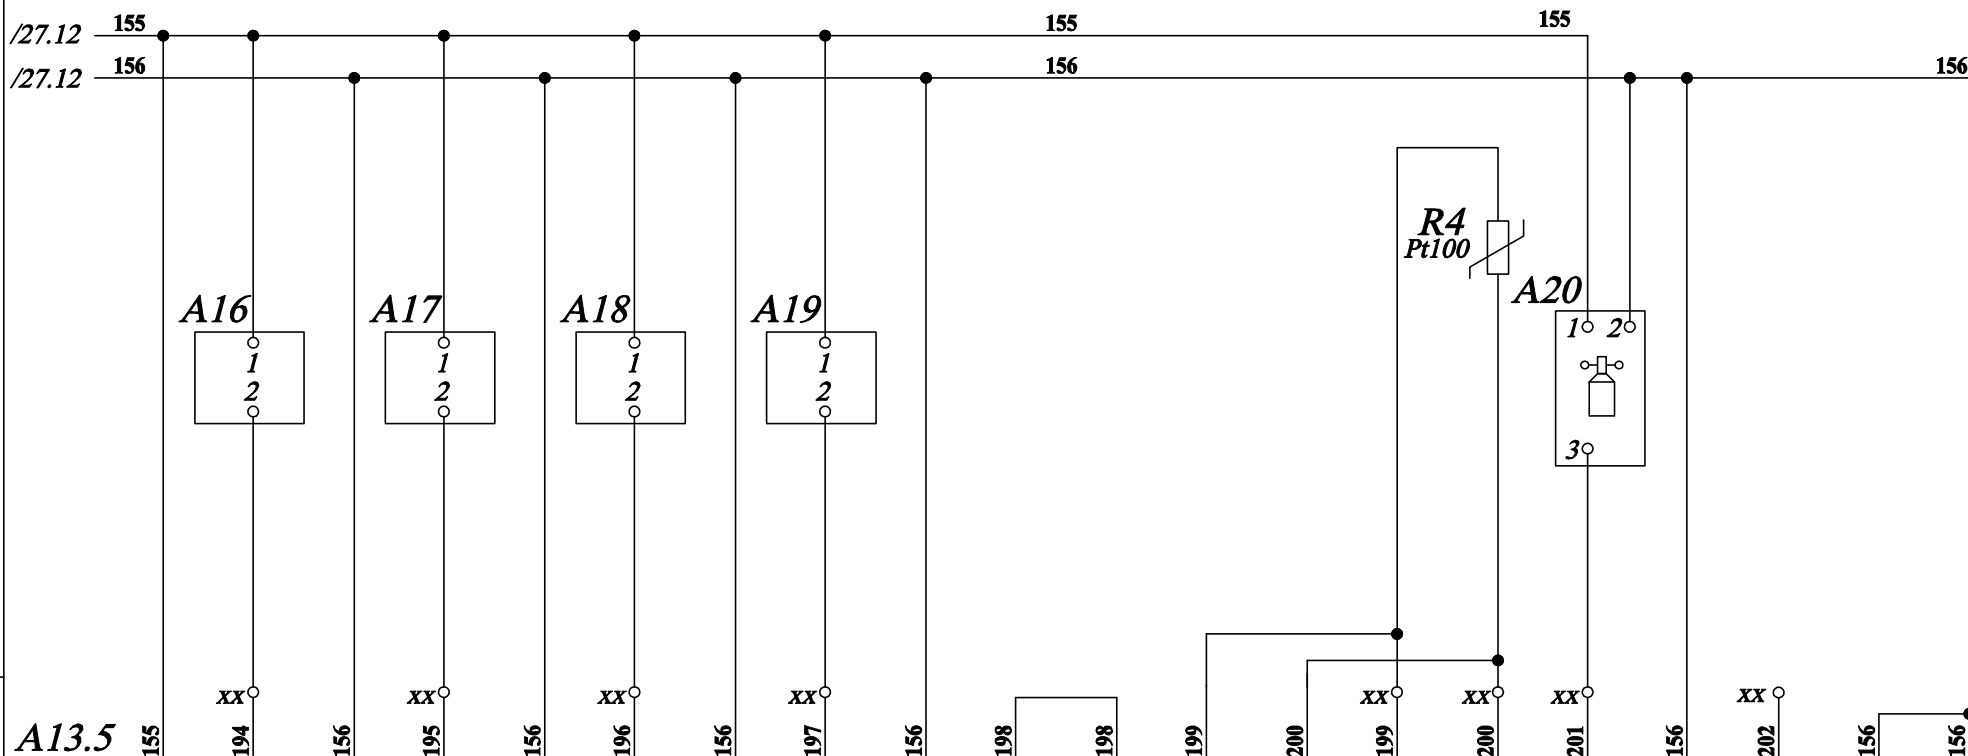 /27.12 155 155 155
/27.12 156 156 156
R4
Pt100
A20
A16 A17 A18 A19
1 2
1 1 1 1
2 2 2 2
3
xx xx xx xx xx xx xx xx
A13.5 155 194 156 195 156 196 156 197 156 198 198 199 200 199 200 201 156 202 156 156